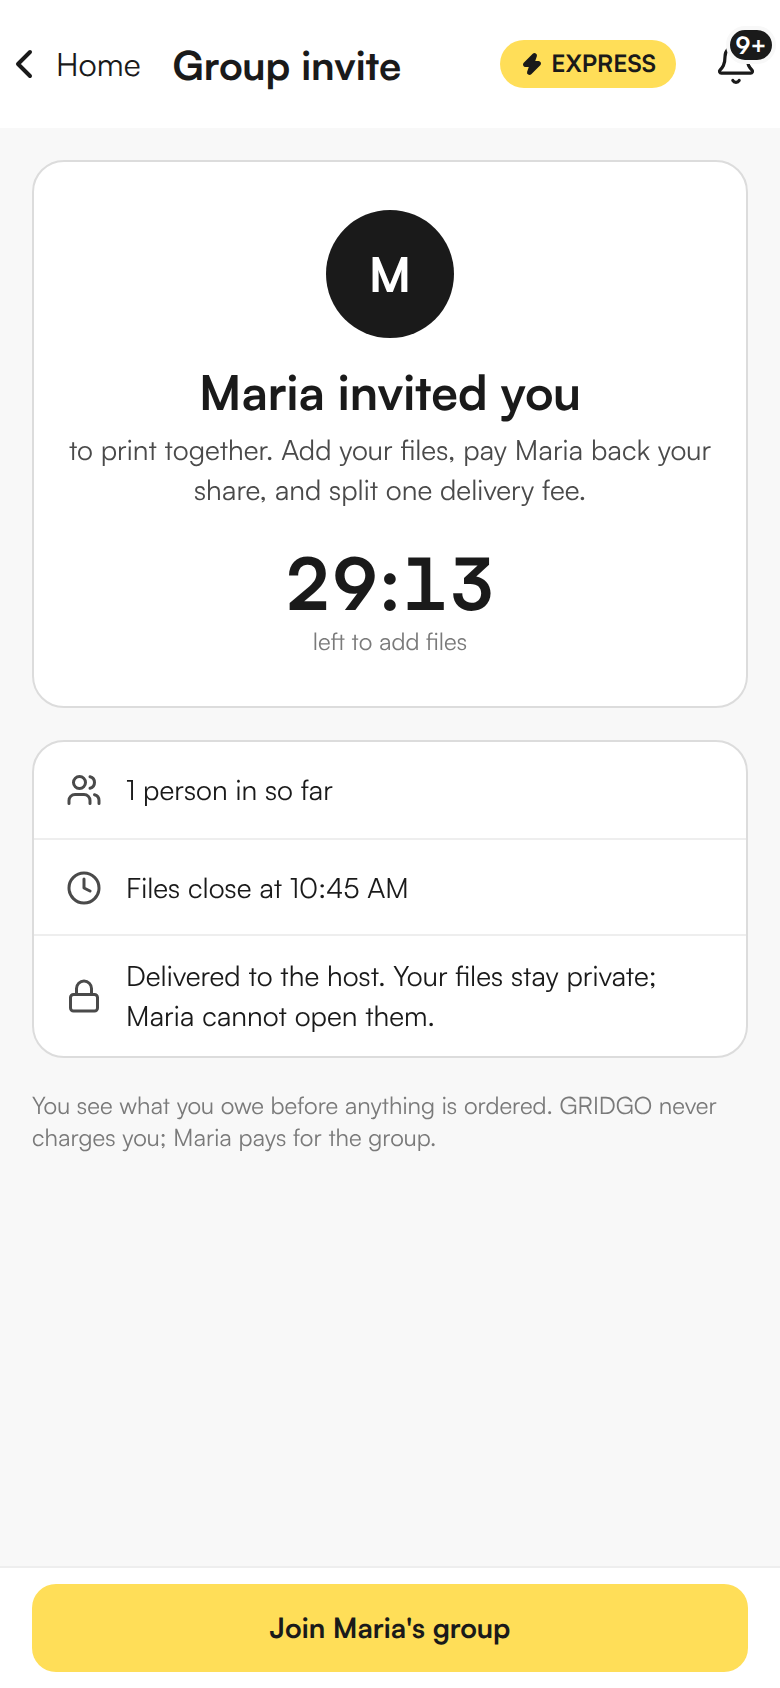 Home
Group invite
EXPRESS
9+
M
Maria invited you
to print together. Add your files, pay Maria back your
share, and split one delivery fee.
29:13
left to add files
1 person in so far
Files close at 10:45 AM
Delivered to the host. Your files stay private;
Maria cannot open them.
You see what you owe before anything is ordered. GRIDGO never
charges you; Maria pays for the group.
Join Maria's group